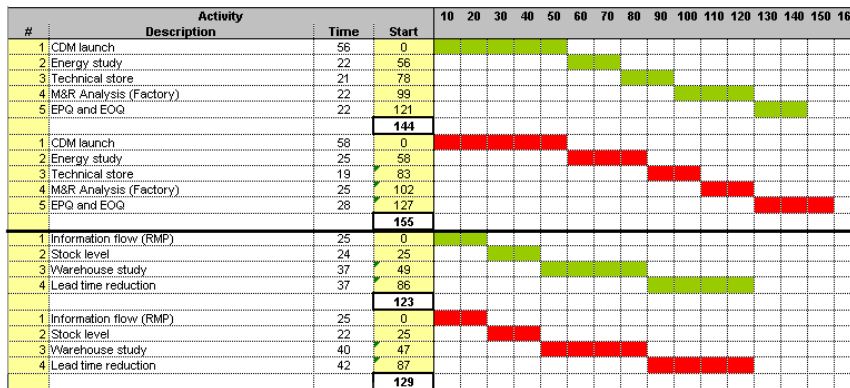 Activity 10 20 30 40 50 60 70 80 90 100 110 120 130 140 150 16
# Description Time Start
1 CDM launch 56 0
2 Energy study 22 56
3 Technical store 21 78
4 M&R Analysis (Factory) 22 99
5 EPQ and EOQ 22 121
144
1 CDM launch 58 0
2 Energy study 25 58
3 Technical store 19 83
4 M&R Analysis (Factory) 25 102
5 EPQ and EOQ 28 127
155
1 Information flow (RMP) 25 0
2 Stock level 24 25
3 Warehouse study 37 49
4 Lead time reduction 37 86
123
1 Information flow (RMP) 25 0
2 Stock level 22 25
3 Warehouse study 40 47
4 Lead time reduction 42 87
129